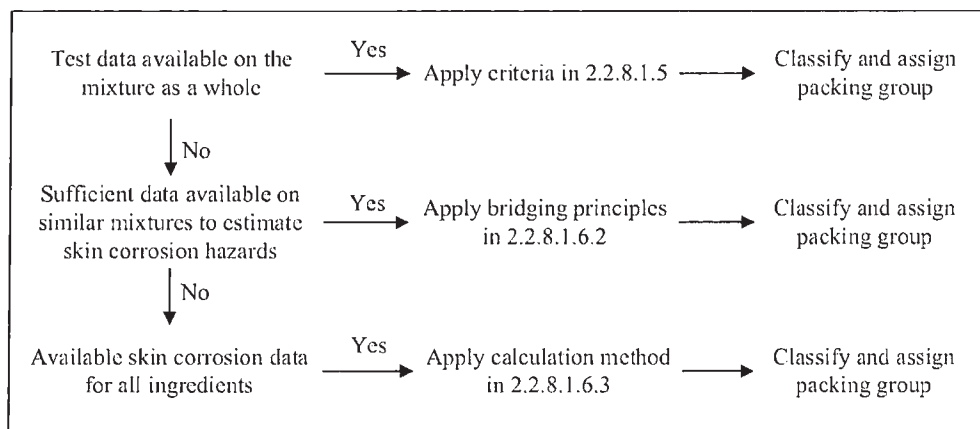 Test data available on the
mixture as a whole
Yes
Apply criteria in 2.2.8.1.5
Classify and assign
packing group
No
Sufficient data available on
similar mixtures to estimate
skin corrosion hazards
Yes
Apply bridging principles
in 2.2.8.1.6.2
Classify and assign
packing group
No
Available skin corrosion data
for all ingredients
Yes
Apply calculation method
in 2.2.8.1.6.3
Classify and assign
packing group